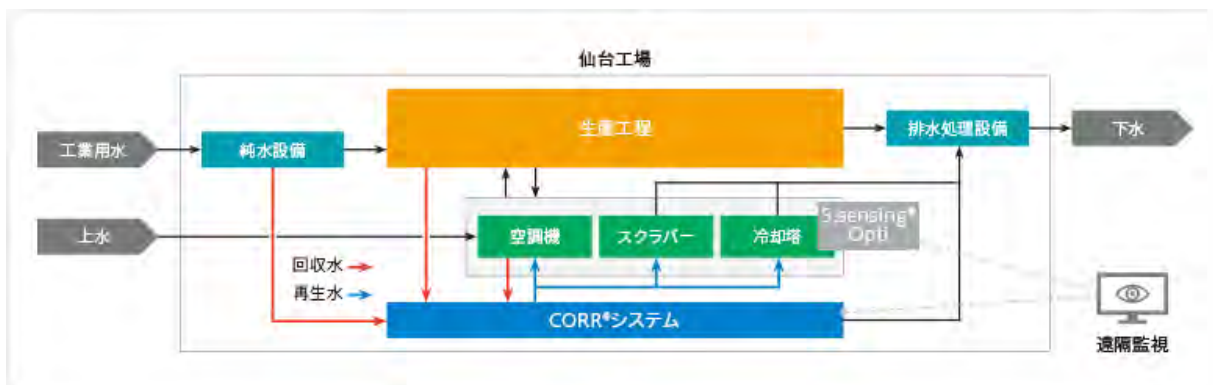 仙台工場
生産工程
工業用水
純水設備
排水処理設備
下水
上水
空調機
スクラバー
冷却塔
S.sensing®
Opti
回収水
再生水
CORR®システム
遠隔監視